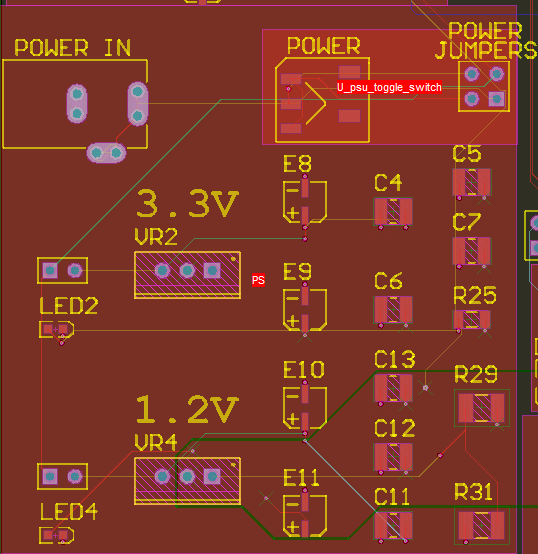 POWER IN
POWER
POWER
JUMPERS
U_psu_toggle_switch
E8
C5
C4
3.3V
VR2
C7
E9
PS
C6
LED2
R25
E10
C13
R29
1.2V
VR4
C12
E11
C11
R31
LED4